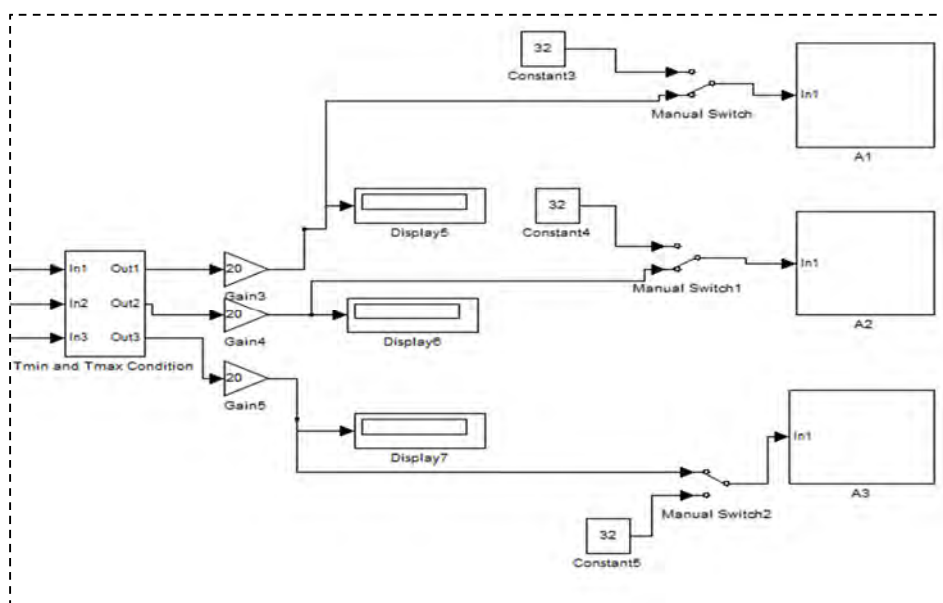 32
Constant3
Manual Switch
In1
A1
Display5
32
Constant4
Manual Switch1
In1
A2
In1 Out1
In2 Out2
In3 Out3
Tmin and Tmax Condition
20
Gain3
20
Gain4
Display6
20
Gain5
Display7
In1
A3
Manual Switch2
32
Constant5